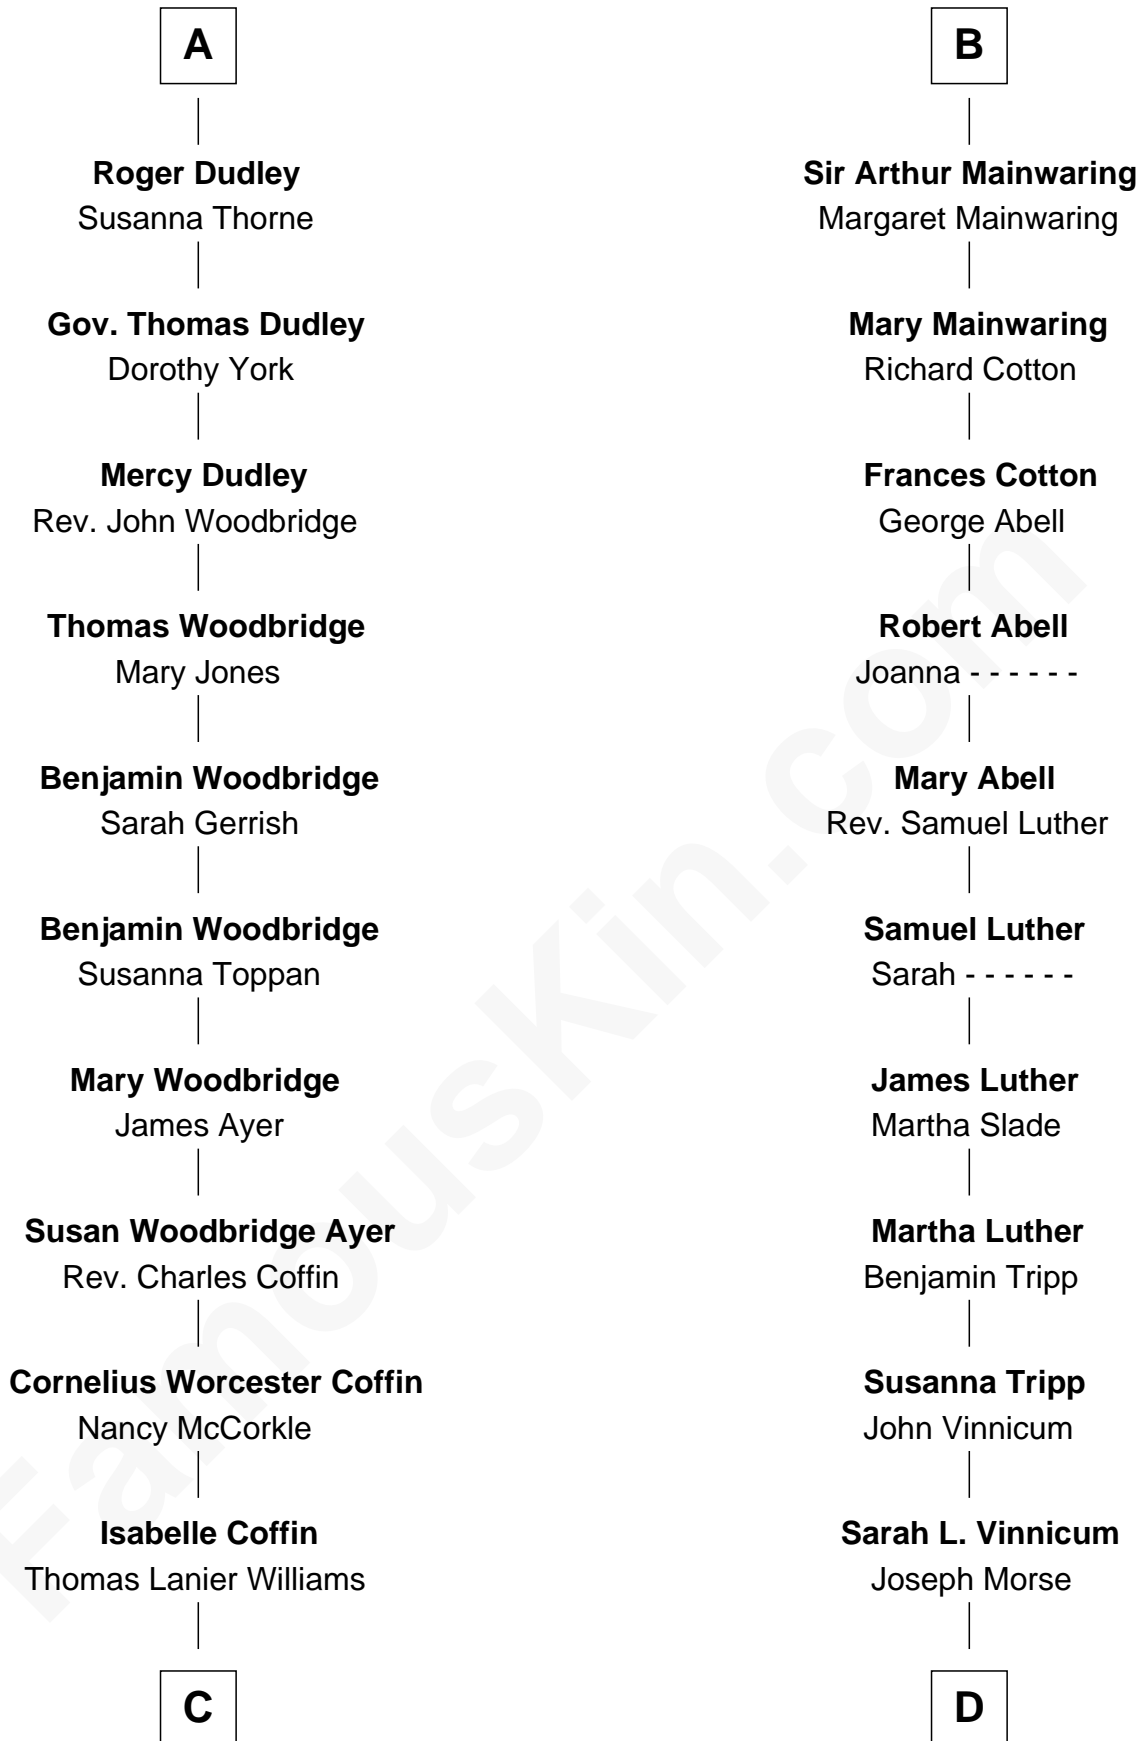 A
Roger Dudley
Susanna Thorne
Gov. Thomas Dudley
Dorothy York
Mercy Dudley
Rev. John Woodbridge
Thomas Woodbridge
Mary Jones
Benjamin Woodbridge
Sarah Gerrish
Benjamin Woodbridge
Susanna Toppan
Mary Woodbridge
James Ayer
Susan Woodbridge Ayer
Rev. Charles Coffin
Cornelius Worcester Coffin
Nancy McCorkle
Isabelle Coffin
Thomas Lanier Williams
C
B
Sir Arthur Mainwaring
Margaret Mainwaring
Mary Mainwaring
Richard Cotton
Frances Cotton
George Abell
Robert Abell
Joanna - - - - - -
Mary Abell
Rev. Samuel Luther
Samuel Luther
Sarah - - - - - -
James Luther
Martha Slade
Martha Luther
Benjamin Tripp
Susanna Tripp
John Vinnicum
Sarah L. Vinnicum
Joseph Morse
D
FamousKin.com